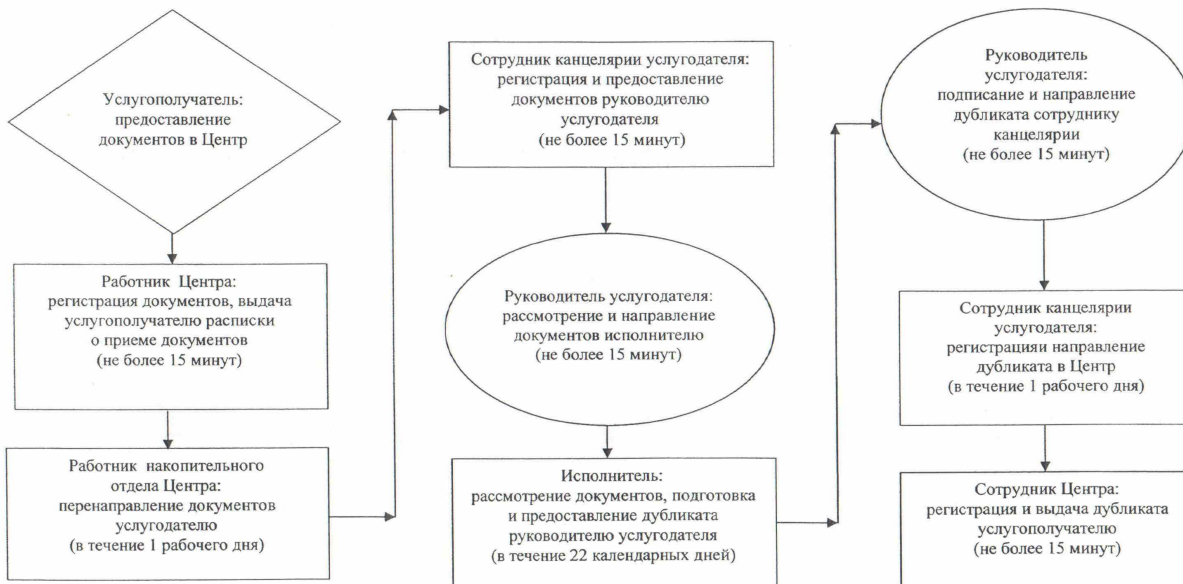 Услугополучатель:
предоставление
документов в Центр
Работник Центра:
регистрация документов, выдача
услугополучателю расписки
о приеме документов
(не более 15 минут)
Работник накопительного
отдела Центра:
перенаправление документов
услугодателю
(в течение 1 рабочего дня)
Сотрудник канцелярии услугодателя:
регистрация и предоставление
документов руководителю
услугодателя
(не более 15 минут)
Руководитель услугодателя:
рассмотрение и направление
документов исполнителю
(не более 15 минут)
Исполнитель:
рассмотрение документов, подготовка
и предоставление дубликата
руководителю услугодателя
(в течение 22 календарных дней)
Руководитель
услугодателя:
подписание и направление
дубликата сотруднику
канцелярии
(не более 15 минут)
Сотрудник канцелярии
услугодателя:
регистрацияи направление
дубликата в Центр
(в течение 1 рабочего дня)
Сотрудник Центра:
регистрация и выдача дубликата
услугополучателю
(не более 15 минут)